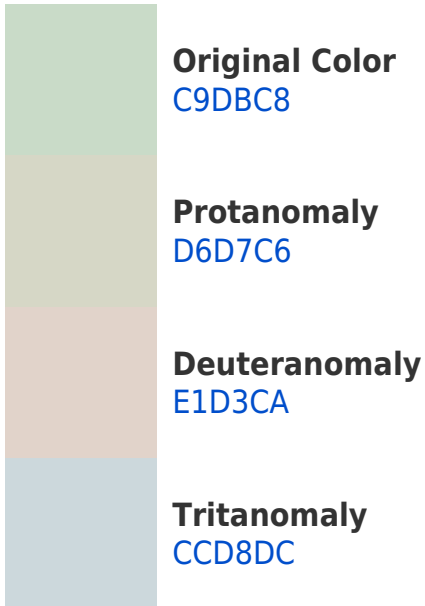 Original Color
C9DBC8
Protanomaly
D6D7C6
Deuteranomaly
E1D3CA
Tritanomaly
CCD8DC